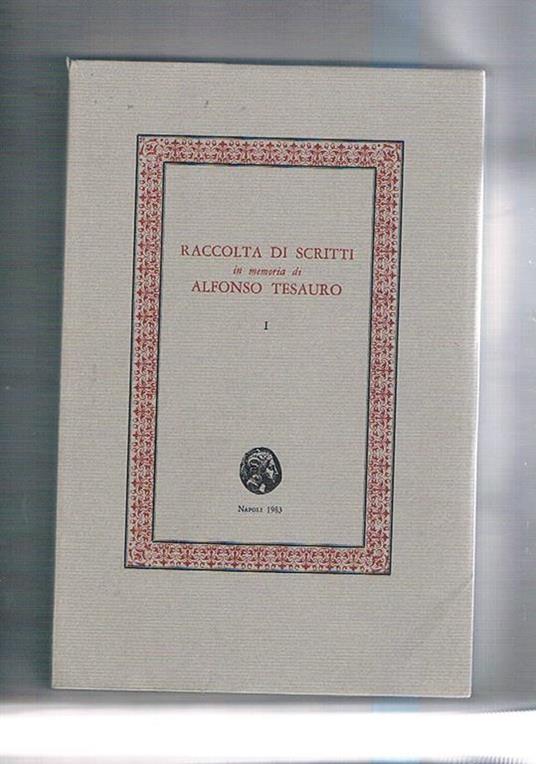 RACCOLTA DI SCRITTI
in memoria di
ALFONSO TESAURO
I
NAPOLI 1983